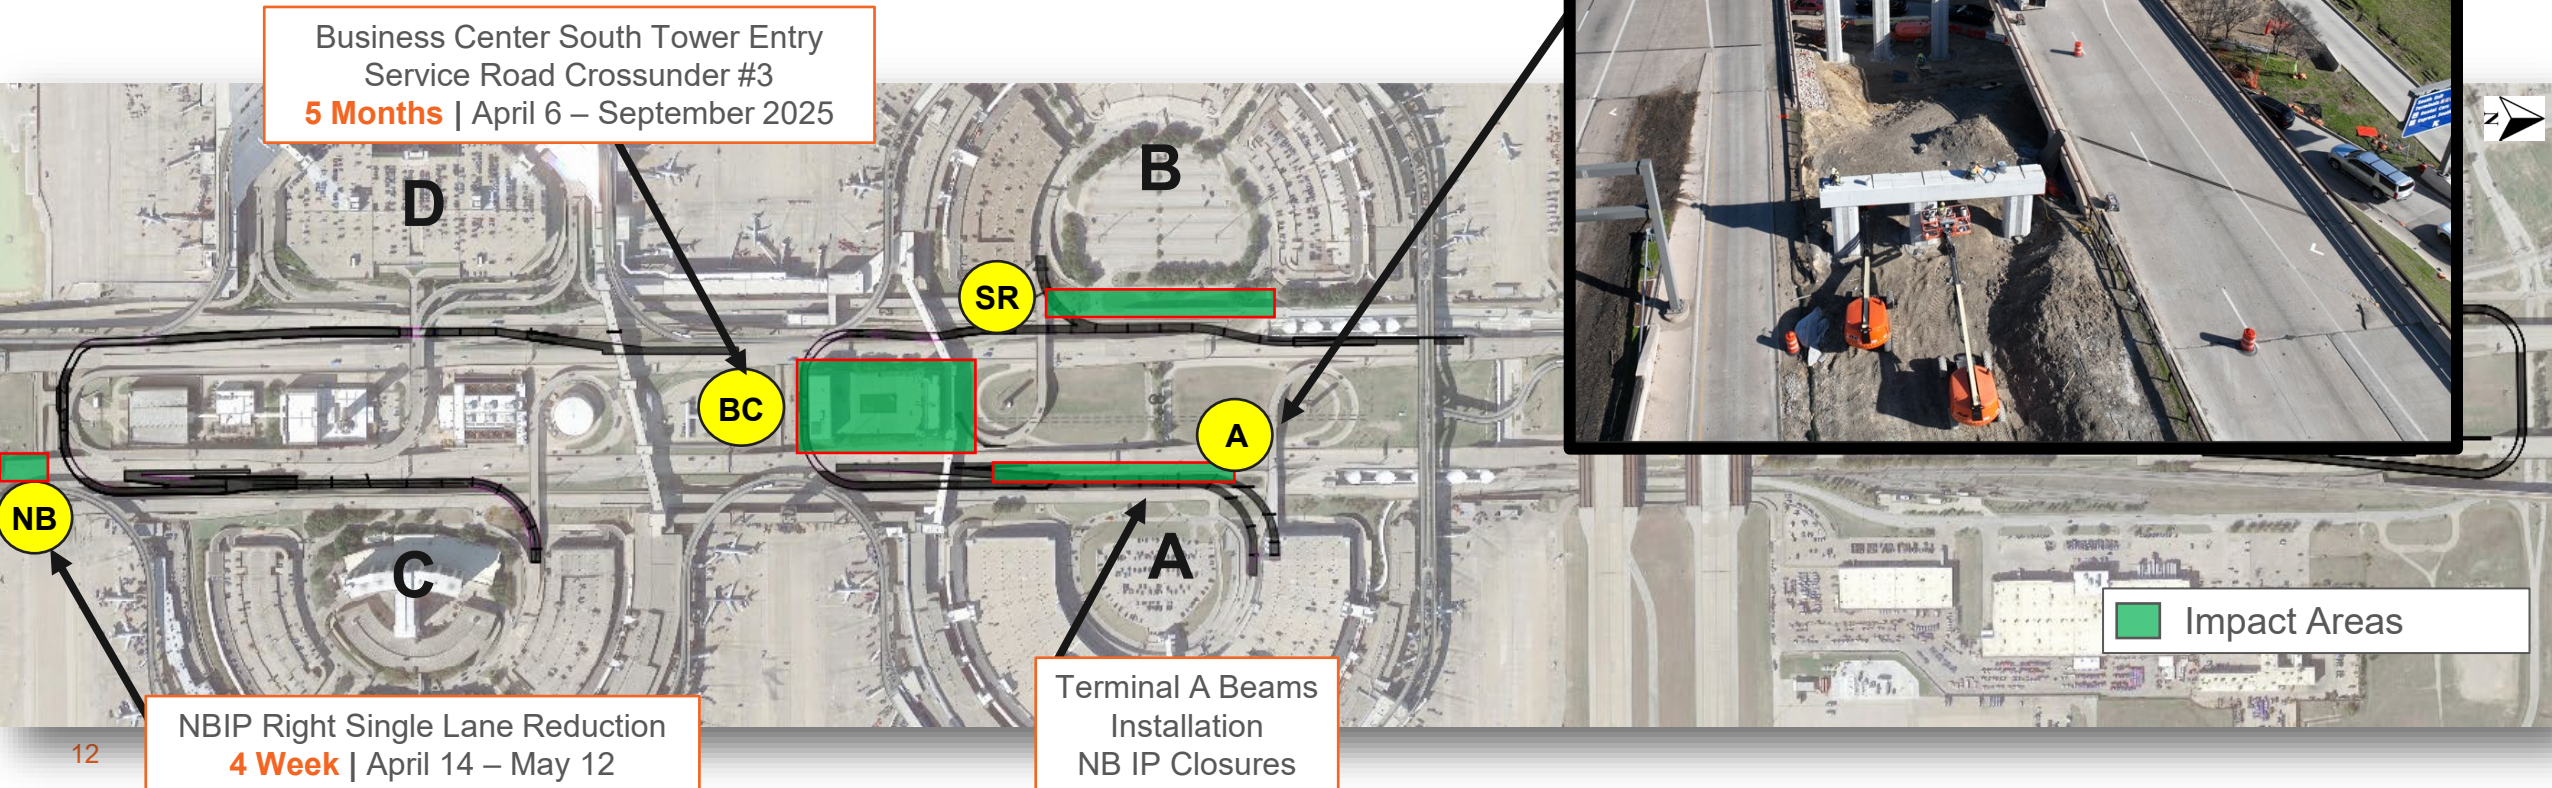 Business Center South Tower Entry
Service Road Crossunder #3
5 Months | April 6 – September 2025
N
D
B
SR
BC
A
NB
C
A
Impact Areas
Terminal A Beams
Installation
NB IP Closures
NBIP Right Single Lane Reduction
4 Week | April 14 – May 12
12